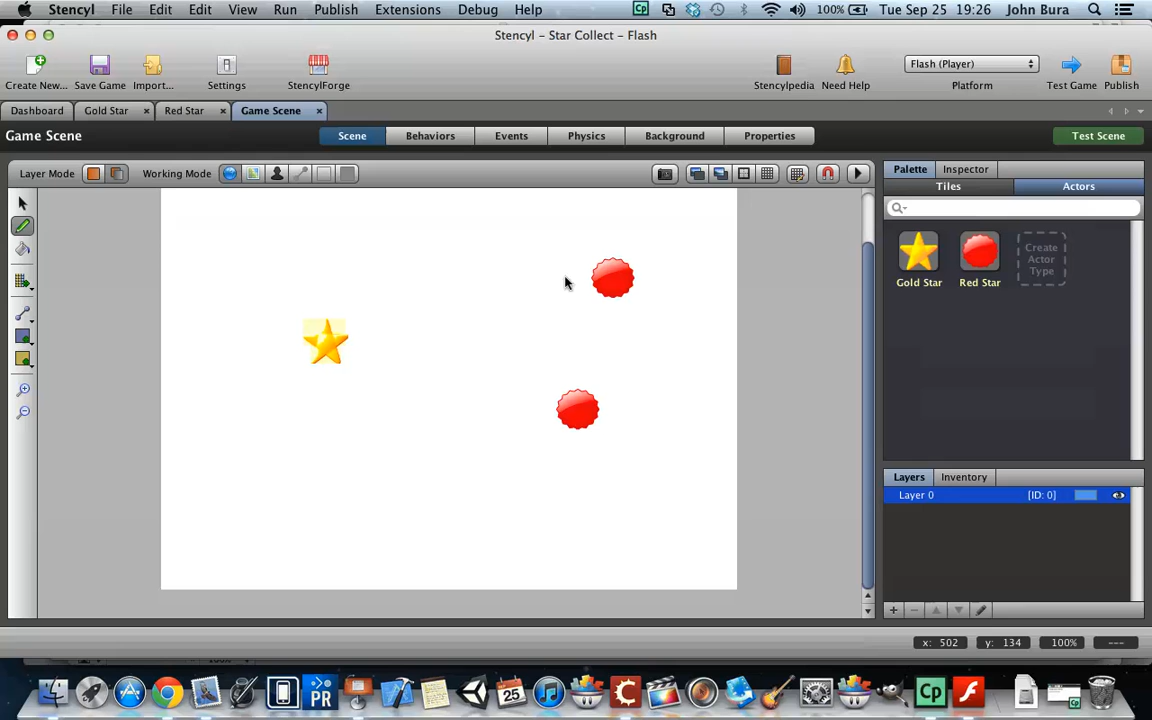 Stencyl File Edit Edit View Run Publish Extensions Debug Help Cp 100% Tue Sep 25 19:26 John Bura
Stencyl - Star Collect - Flash
Create New... Save Game Import... Settings StencylForge Stencylpedia Need Help Flash (Player) Platform Test Game Publish
Dashboard Gold Star Red Star Game Scene
Game Scene Scene Behaviors Events Physics Background Properties Test Scene
Layer Mode Working Mode Palette Inspector
Tiles Actors
Gold Star Red Star Create Actor Type
Layers Inventory
Layer 0 [ID: 0]
x: 502 y: 134 100% ---
PR 25 Cp